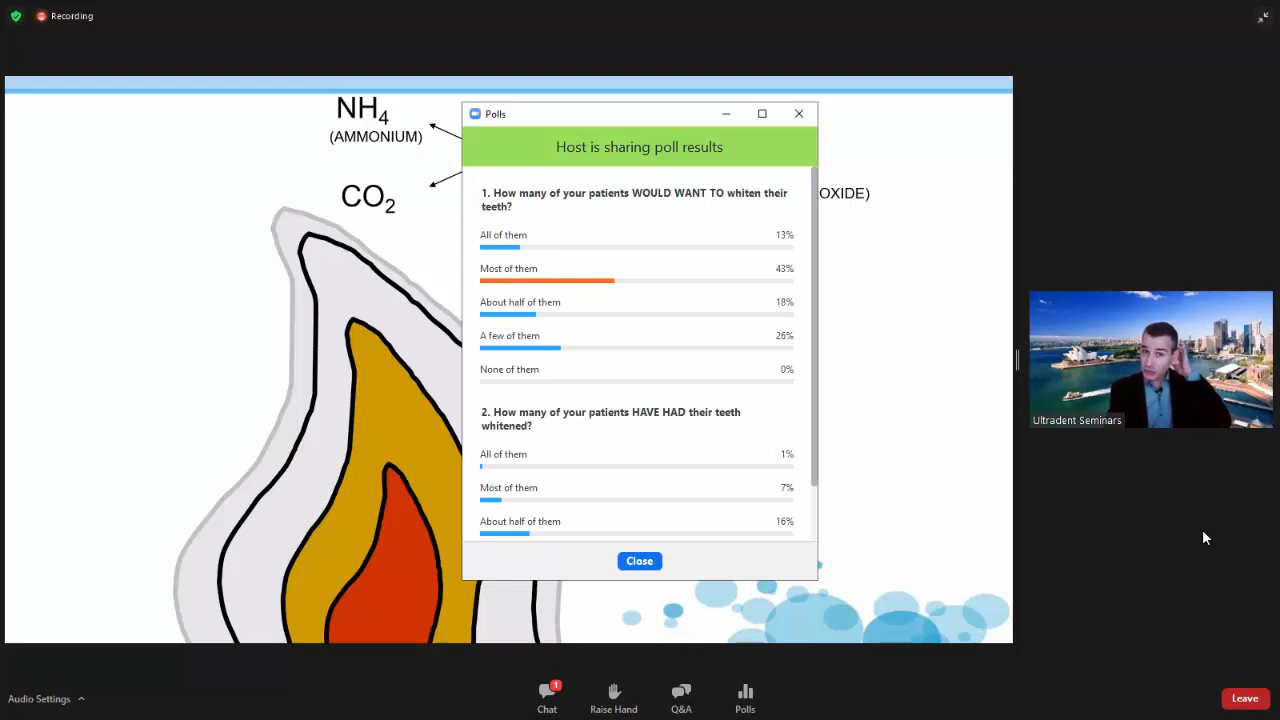 Recording
NH4
(AMMONIUM)
CO2
OXIDE)
Polls
Host is sharing poll results
1. How many of your patients WOULD WANT TO whiten their
teeth?
All of them 13%
Most of them 43%
About half of them 18%
A few of them 26%
None of them 0%
2. How many of your patients HAVE HAD their teeth
whitened?
All of them 1%
Most of them 7%
About half of them 16%
Close
Ultradent Seminars
Audio Settings
1
Chat
Raise Hand
Q&A
Polls
Leave